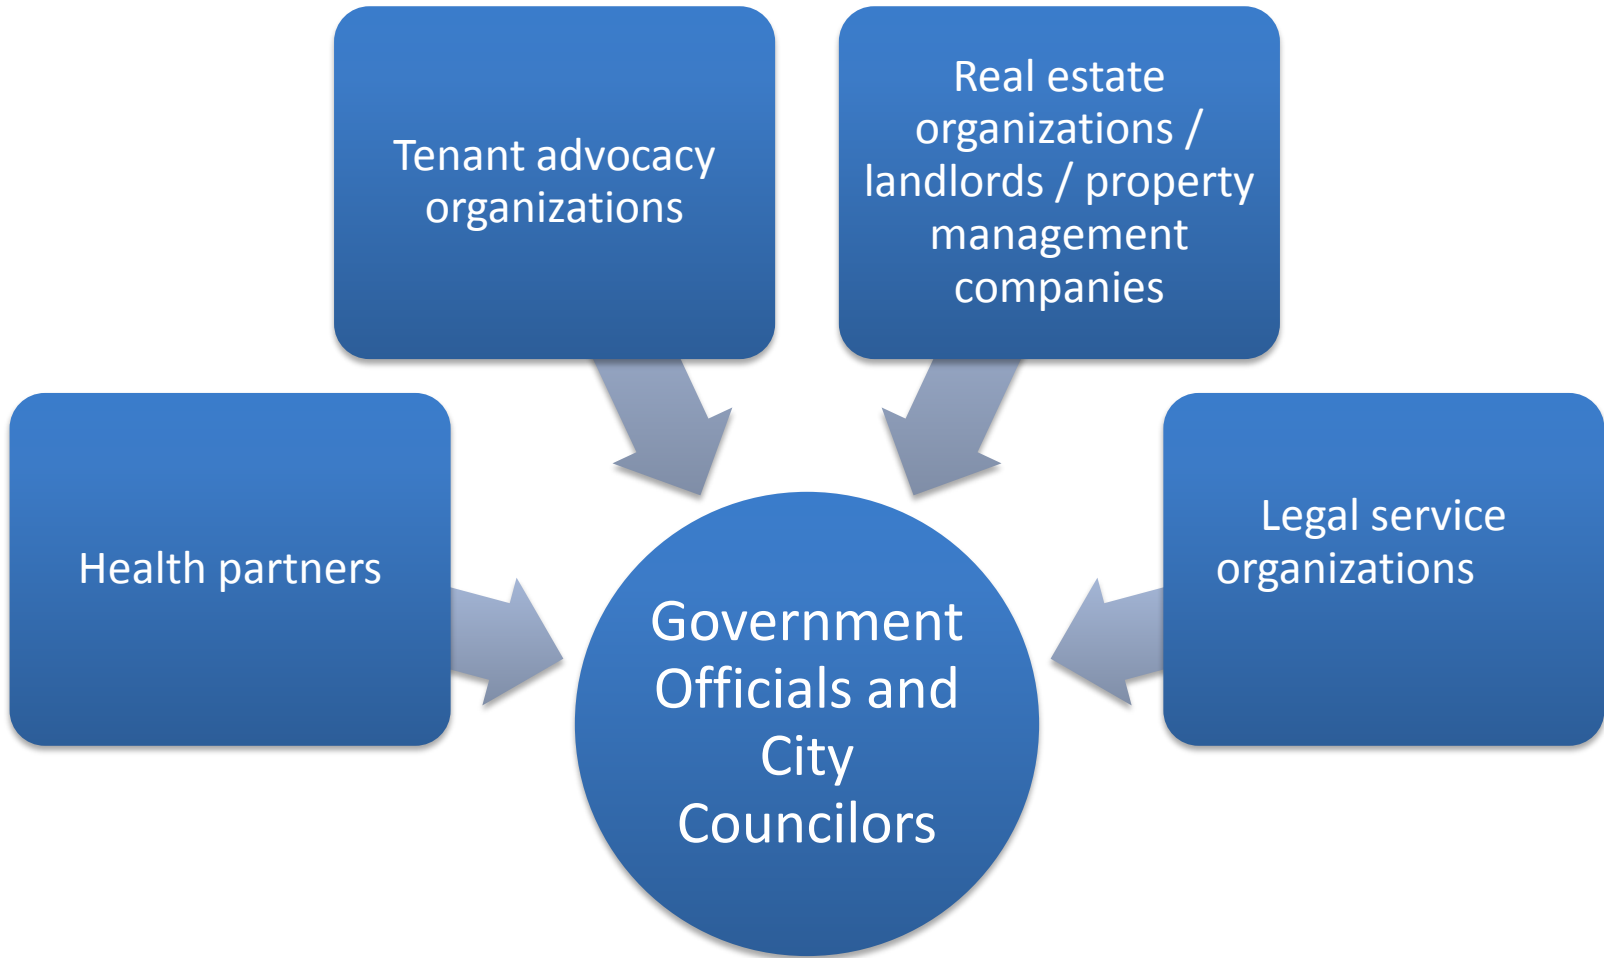 Tenant advocacy
organizations
Real estate
organizations /
landlords / property
management
companies
Health partners
Legal service
organizations
Government
Officials and
City
Councilors